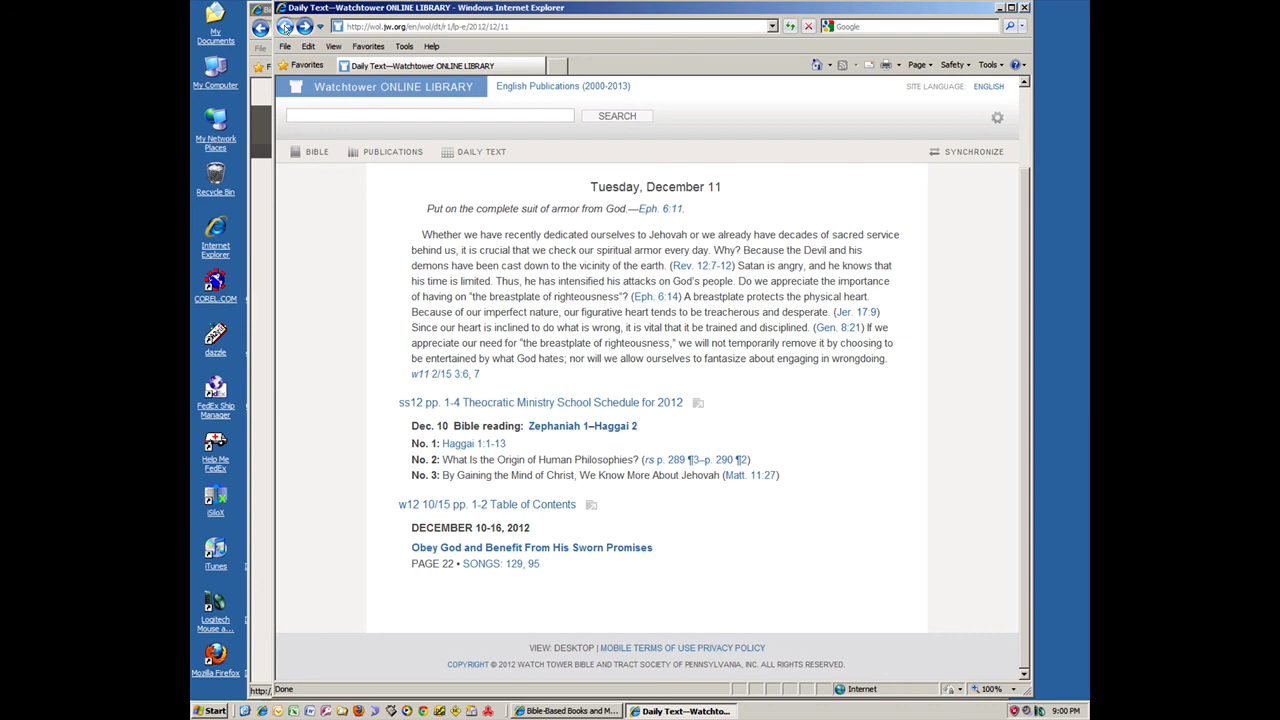 My
Documents
My Computer
My Network
Places
Recycle Bin
Internet
Explorer
COREL.COM
dazzle
FedEx Ship
Manager
Help Me
FedEx
iSiloX
iTunes
Logitech
Mouse a...
Mozilla Firefox
File
http:/
Daily Text—Watchtower ONLINE LIBRARY - Windows Internet Explorer
http://wol.jw.org/en/wol/dt/r1/lp-e/2012/12/11
Google
File Edit View Favorites Tools Help
Favorites Daily Text—Watchtower ONLINE LIBRARY Page Safety Tools
Watchtower ONLINE LIBRARY English Publications (2000-2013) SITE LANGUAGE: ENGLISH
SEARCH
BIBLE PUBLICATIONS DAILY TEXT SYNCHRONIZE
Tuesday, December 11
Put on the complete suit of armor from God.—Eph. 6:11.
Whether we have recently dedicated ourselves to Jehovah or we already have decades of sacred service
behind us, it is crucial that we check our spiritual armor every day. Why? Because the Devil and his
demons have been cast down to the vicinity of the earth. (Rev. 12:7-12) Satan is angry, and he knows that
his time is limited. Thus, he has intensified his attacks on God's people. Do we appreciate the importance
of having on “the breastplate of righteousness”? (Eph. 6:14) A breastplate protects the physical heart.
Because of our imperfect nature, our figurative heart tends to be treacherous and desperate. (Jer. 17:9)
Since our heart is inclined to do what is wrong, it is vital that it be trained and disciplined. (Gen. 8:21) If we
appreciate our need for “the breastplate of righteousness,” we will not temporarily remove it by choosing to
be entertained by what God hates; nor will we allow ourselves to fantasize about engaging in wrongdoing.
w11 2/15 3:6, 7
ss12 pp. 1-4 Theocratic Ministry School Schedule for 2012
Dec. 10 Bible reading: Zephaniah 1–Haggai 2
No. 1: Haggai 1:1-13
No. 2: What Is the Origin of Human Philosophies? (rs p. 289 ¶3–p. 290 ¶2)
No. 3: By Gaining the Mind of Christ, We Know More About Jehovah (Matt. 11:27)
w12 10/15 pp. 1-2 Table of Contents
DECEMBER 10-16, 2012
Obey God and Benefit From His Sworn Promises
PAGE 22 • SONGS: 129, 95
VIEW: DESKTOP | MOBILE TERMS OF USE PRIVACY POLICY
COPYRIGHT © 2012 WATCH TOWER BIBLE AND TRACT SOCIETY OF PENNSYLVANIA, INC. ALL RIGHTS RESERVED.
Done Internet 100%
Start Bible-Based Books and M... Daily Text—Watchto... 9:00 PM